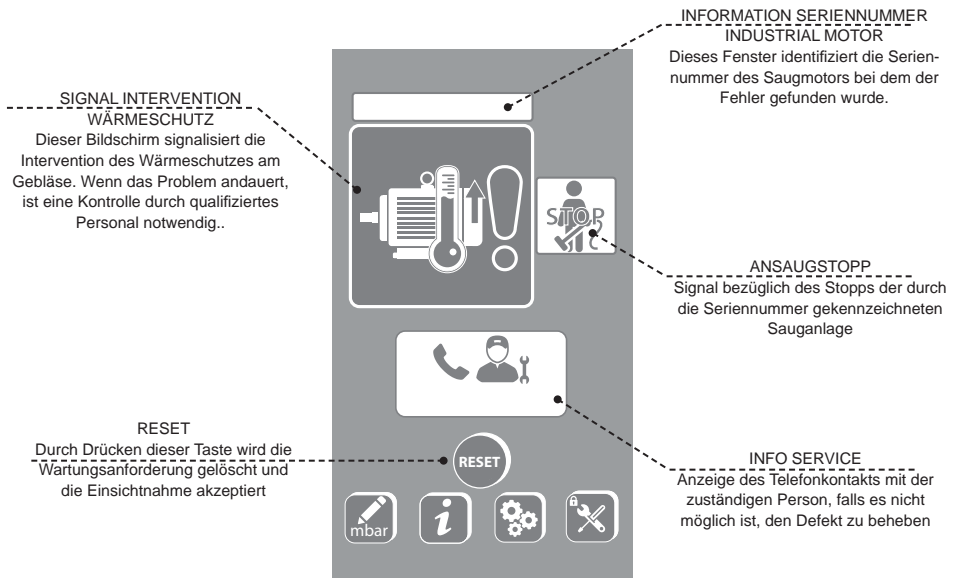 INFORMATION SERIENNUMMER
INDUSTRIAL MOTOR
Dieses Fenster identifiziert die Serien-
nummer des Saugmotors bei dem der
Fehler gefunden wurde.
SIGNAL INTERVENTION
WÄRMESCHUTZ
Dieser Bildschirm signalisiert die
Intervention des Wärmeschutzes am
Gebläse. Wenn das Problem andauert,
ist eine Kontrolle durch qualifiziertes
Personal notwendig..
STOP
ANSAUGSTOPP
Signal bezüglich des Stopps der durch
die Seriennummer gekennzeichneten
Sauganlage
RESET
Durch Drücken dieser Taste wird die
Wartungsanforderung gelöscht und
die Einsichtnahme akzeptiert
RESET
INFO SERVICE
Anzeige des Telefonkontakts mit der
zuständigen Person, falls es nicht
möglich ist, den Defekt zu beheben
mbar
i